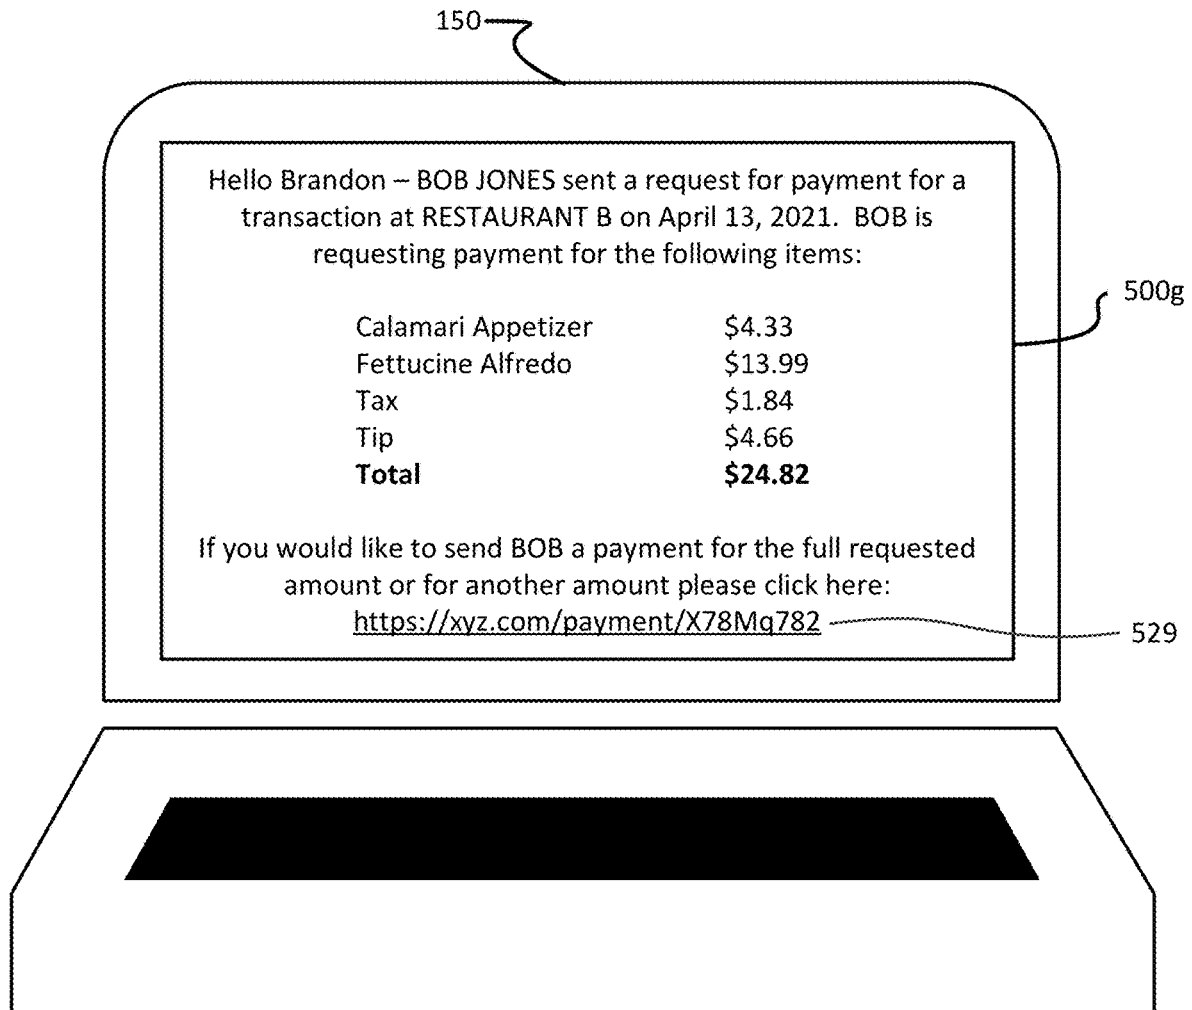 150
Hello Brandon – BOB JONES sent a request for payment for a
transaction at RESTAURANT B on April 13, 2021.  BOB is
requesting payment for the following items:
500g
Calamari Appetizer $4.33
Fettucine Alfredo $13.99
Tax $1.84
Tip $4.66
Total $24.82
If you would like to send BOB a payment for the full requested
amount or for another amount please click here:
https://xyz.com/payment/X78Mq782
529